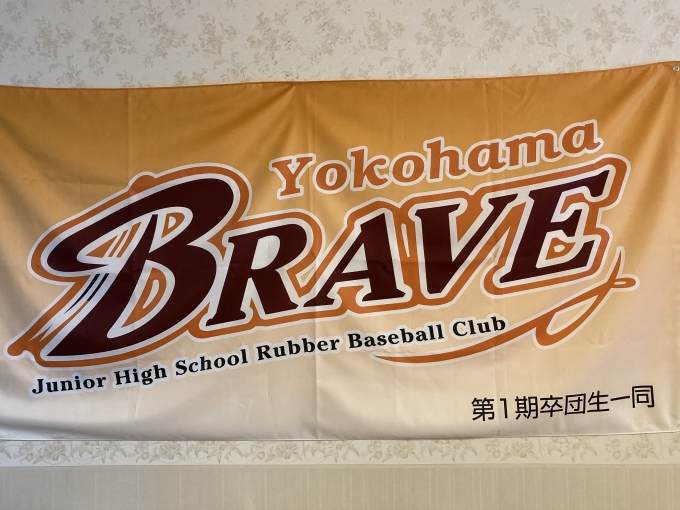 Yokohama
BRAVE
Junior High School Rubber Baseball Club
第1期卒団生一同